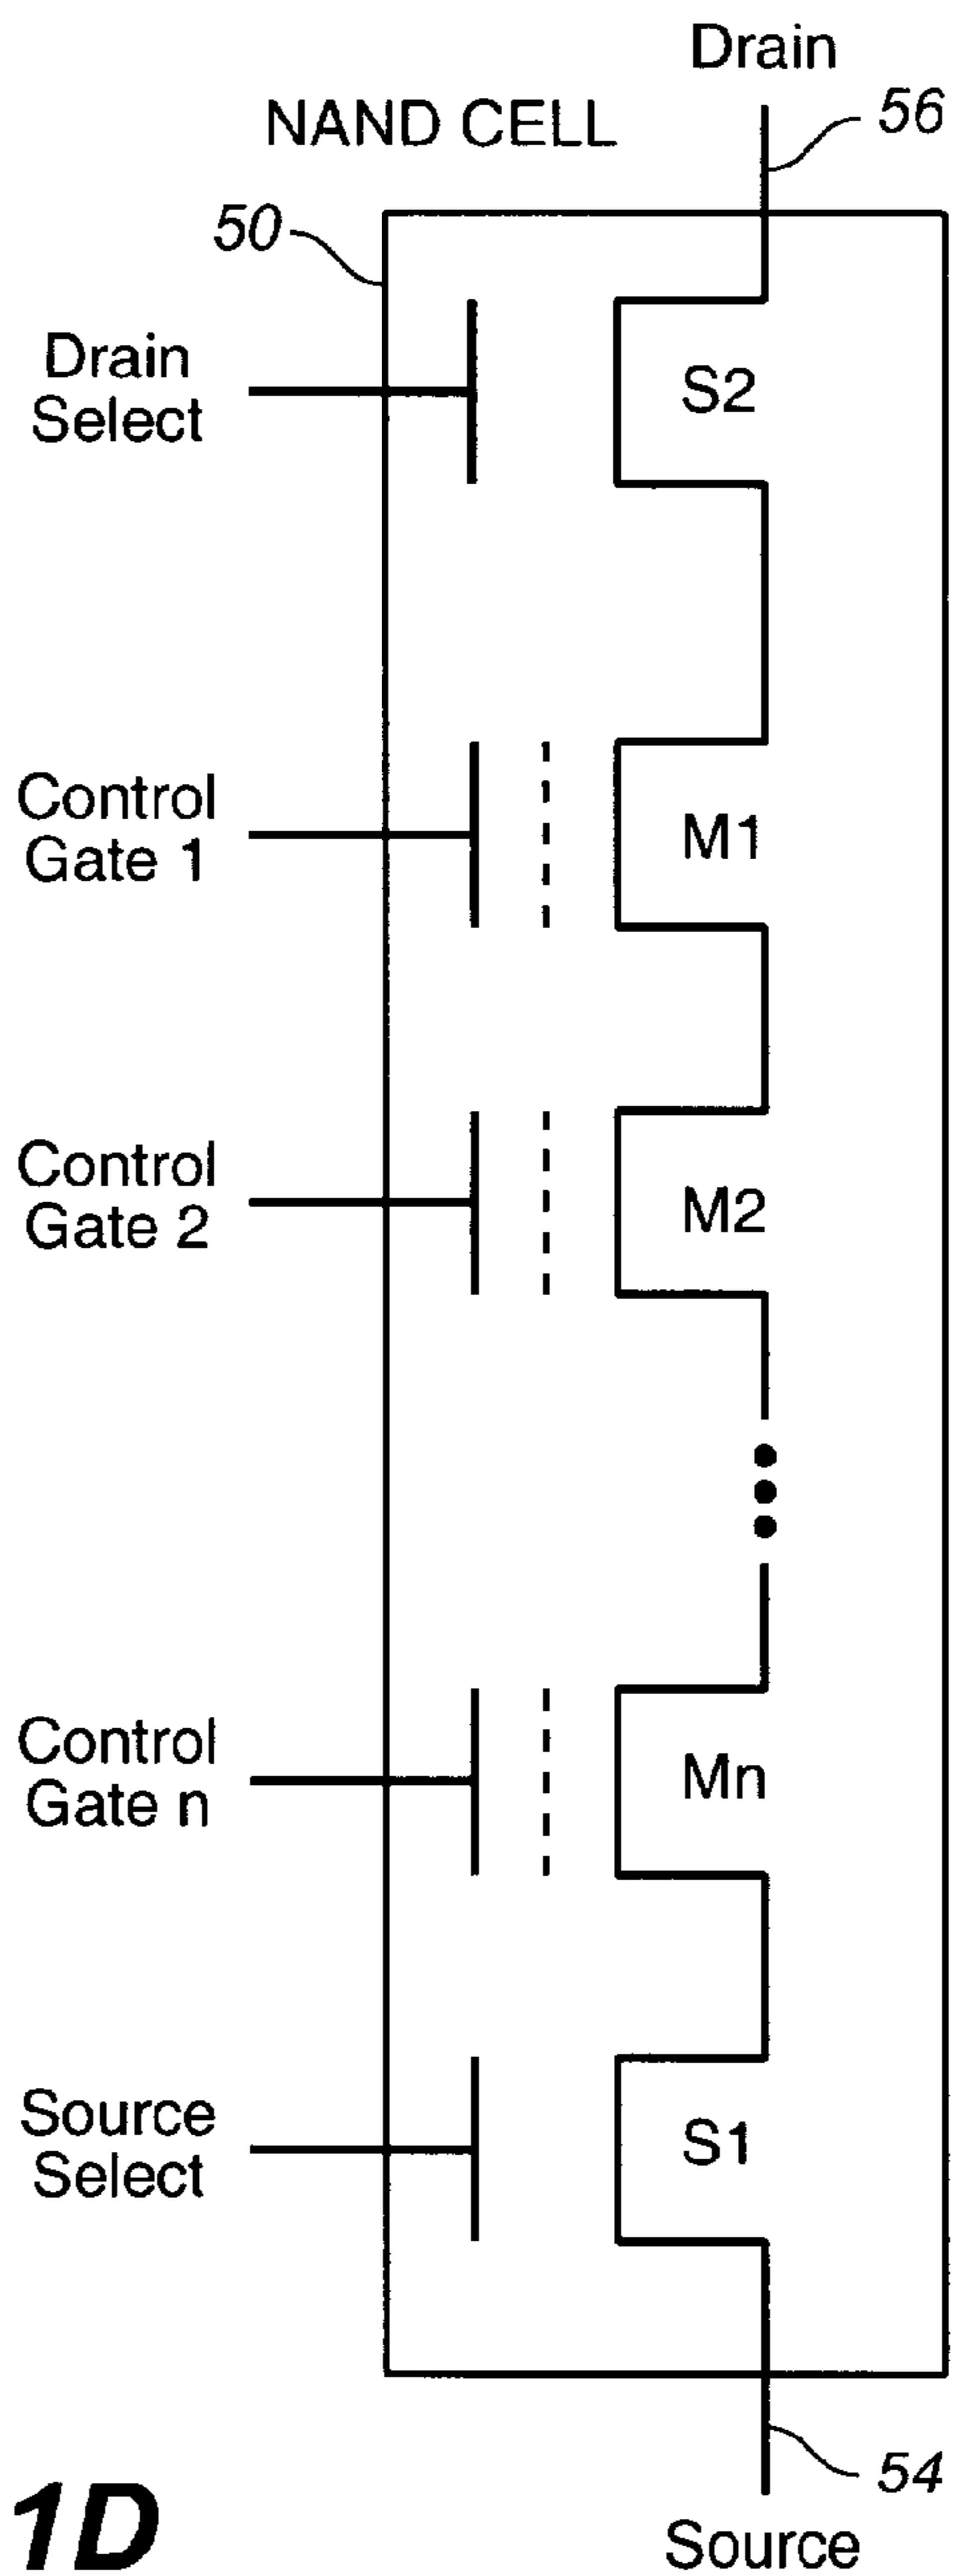 Drain
56
NAND CELL
50
Drain
Select
S2
Control
Gate 1
M1
Control
Gate 2
M2
Control
Gate n
Mn
Source
Select
S1
54
1D
Source